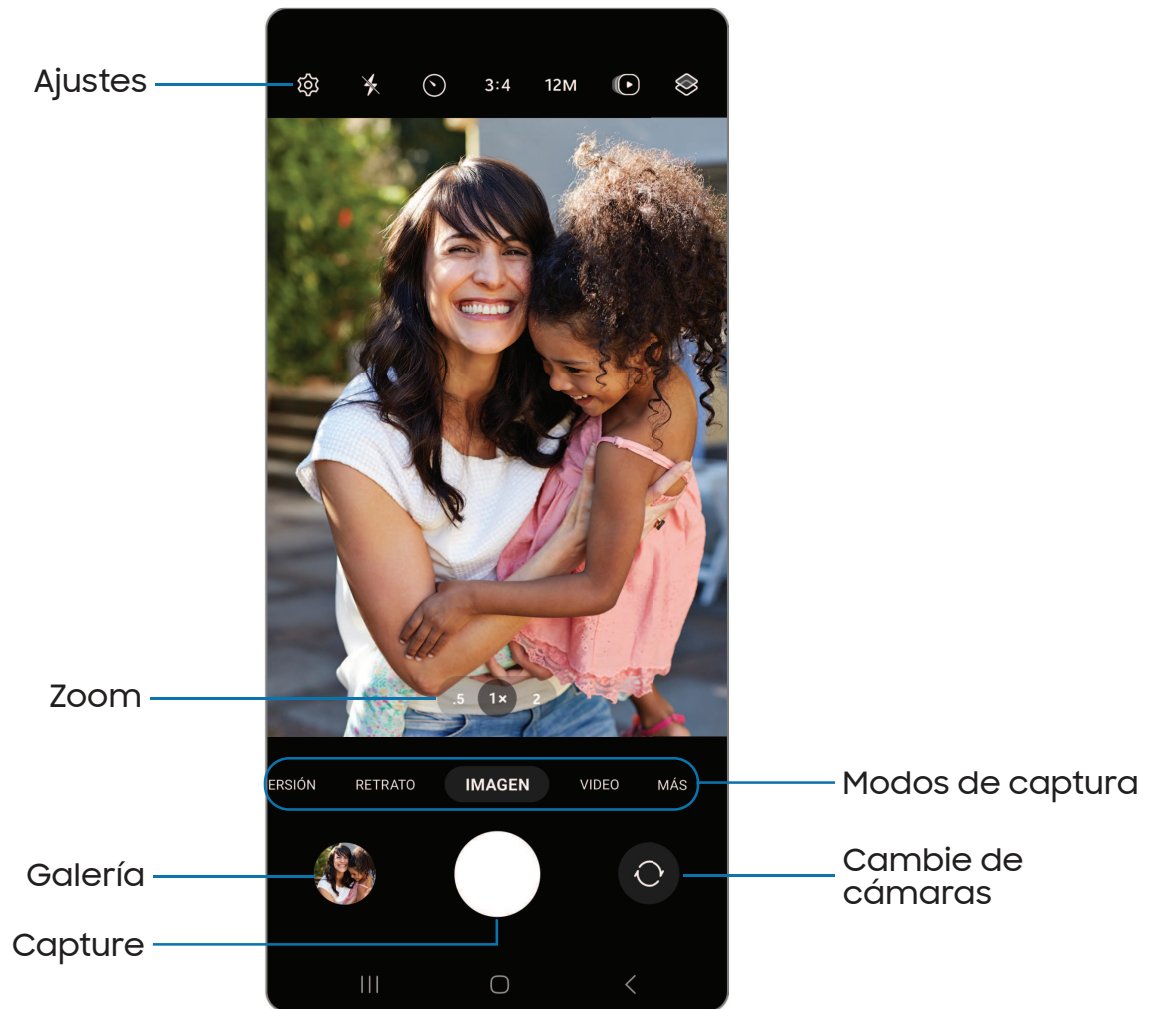 Ajustes
3:4
12M
Zoom
.5
1×
2
ERSIÓN
RETRATO
IMAGEN
VIDEO
MÁS
Modos de captura
Galería
Cambie de
cámaras
Capture